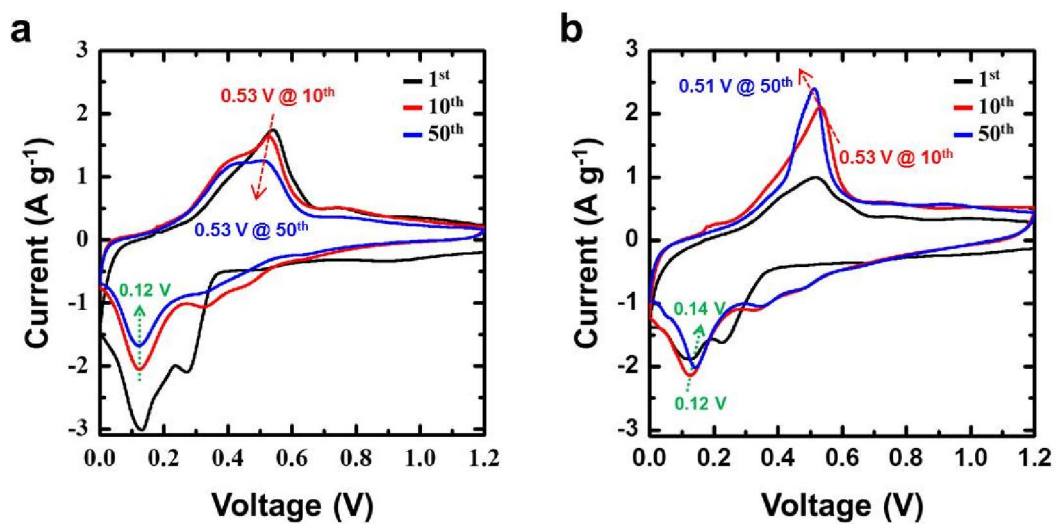 a
3
2
1
0
-1
-2
-3
Current (A g⁻¹)
1ˢᵗ
10ᵗʰ
50ᵗʰ
0.53 V @ 10ᵗʰ
0.53 V @ 50ᵗʰ
0.12 V
0.0 0.2 0.4 0.6 0.8 1.0 1.2
Voltage (V)
b
3
2
1
0
-1
-2
-3
Current (A g⁻¹)
1ˢᵗ
10ᵗʰ
50ᵗʰ
0.51 V @ 50ᵗʰ
0.53 V @ 10ᵗʰ
0.14 V
0.12 V
0.0 0.2 0.4 0.6 0.8 1.0 1.2
Voltage (V)